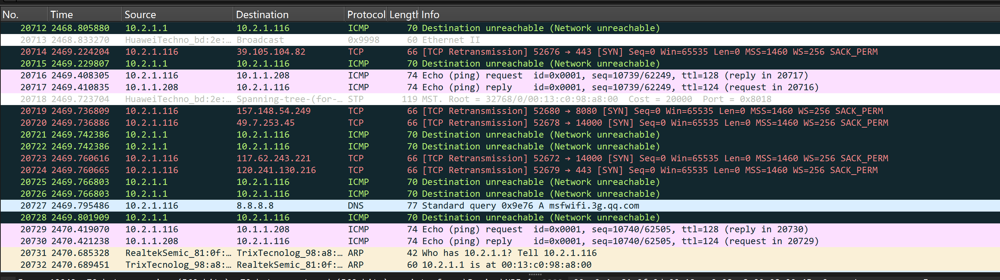 No. Time Source Destination Protocol Length Info
20712 2468.805880 10.2.1.1 10.2.1.116 ICMP 70 Destination unreachable (Network unreachable)
20713 2468.833270 HuaweiTechno_bd:2e:… Broadcast 0x9998 60 Ethernet II
20714 2469.224204 10.2.1.116 39.105.104.82 TCP 66 [TCP Retransmission] 52676 → 443 [SYN] Seq=0 Win=65535 Len=0 MSS=1460 WS=256 SACK_PERM
20715 2469.229807 10.2.1.1 10.2.1.116 ICMP 70 Destination unreachable (Network unreachable)
20716 2469.408305 10.2.1.116 10.1.1.208 ICMP 74 Echo (ping) request id=0x0001, seq=10739/62249, ttl=128 (reply in 20717)
20717 2469.410835 10.1.1.208 10.2.1.116 ICMP 74 Echo (ping) reply id=0x0001, seq=10739/62249, ttl=124 (request in 20716)
20718 2469.723704 HuaweiTechno_bd:2e:… Spanning-tree-(for-… STP 119 MST. Root = 32768/0/00:13:c0:98:a8:00 Cost = 20000 Port = 0x8018
20719 2469.736809 10.2.1.116 157.148.54.249 TCP 66 [TCP Retransmission] 52680 → 8080 [SYN] Seq=0 Win=65535 Len=0 MSS=1460 WS=256 SACK_PERM
20720 2469.736886 10.2.1.116 49.7.253.45 TCP 66 [TCP Retransmission] 52678 → 14000 [SYN] Seq=0 Win=65535 Len=0 MSS=1460 WS=256 SACK_PERM
20721 2469.742386 10.2.1.1 10.2.1.116 ICMP 70 Destination unreachable (Network unreachable)
20722 2469.742386 10.2.1.1 10.2.1.116 ICMP 70 Destination unreachable (Network unreachable)
20723 2469.760616 10.2.1.116 117.62.243.221 TCP 66 [TCP Retransmission] 52672 → 14000 [SYN] Seq=0 Win=65535 Len=0 MSS=1460 WS=256 SACK_PERM
20724 2469.760665 10.2.1.116 120.241.130.216 TCP 66 [TCP Retransmission] 52679 → 443 [SYN] Seq=0 Win=65535 Len=0 MSS=1460 WS=256 SACK_PERM
20725 2469.766803 10.2.1.1 10.2.1.116 ICMP 70 Destination unreachable (Network unreachable)
20726 2469.766803 10.2.1.1 10.2.1.116 ICMP 70 Destination unreachable (Network unreachable)
20727 2469.795486 10.2.1.116 8.8.8.8 DNS 77 Standard query 0x9e76 A msfwifi.3g.qq.com
20728 2469.801909 10.2.1.1 10.2.1.116 ICMP 70 Destination unreachable (Network unreachable)
20729 2470.419070 10.2.1.116 10.1.1.208 ICMP 74 Echo (ping) request id=0x0001, seq=10740/62505, ttl=128 (reply in 20730)
20730 2470.421238 10.1.1.208 10.2.1.116 ICMP 74 Echo (ping) reply id=0x0001, seq=10740/62505, ttl=124 (request in 20729)
20731 2470.685328 RealtekSemic_81:0f:… TrixTecnolog_98:a8:… ARP 42 Who has 10.2.1.1? Tell 10.2.1.116
20732 2470.689451 TrixTecnolog_98:a8:… RealtekSemic_81:0f:… ARP 60 10.2.1.1 is at 00:13:c0:98:a8:00